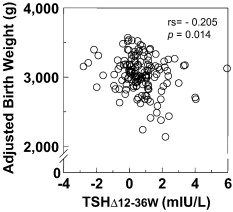 Adjusted Birth Weight (g)
4,000
3,000
2,000
0
rs= - 0.205
p = 0.014
-4 -2 0 2 4 6
TSHΔ12-36W (mIU/L)